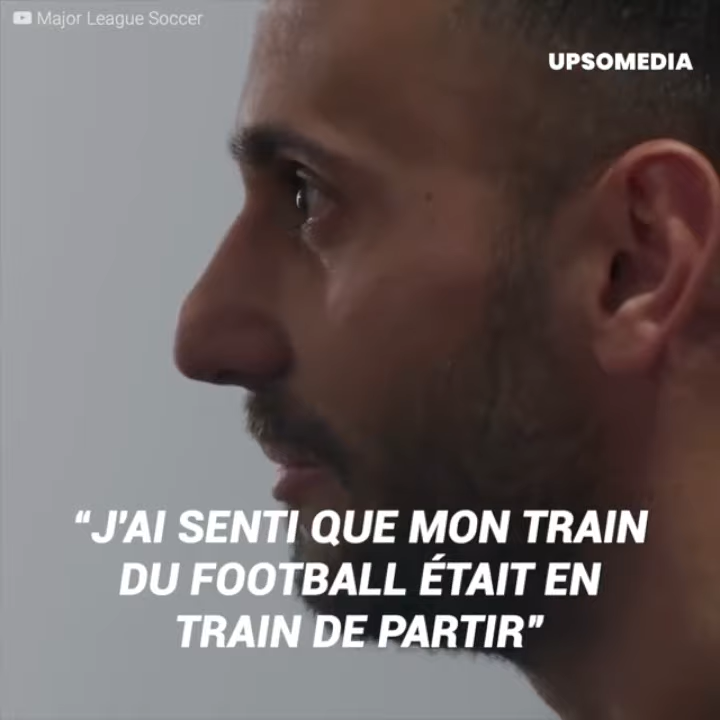 Major League Soccer
UPSOMEDIA
“J'AI SENTI QUE MON TRAIN
DU FOOTBALL ÉTAIT EN
TRAIN DE PARTIR”